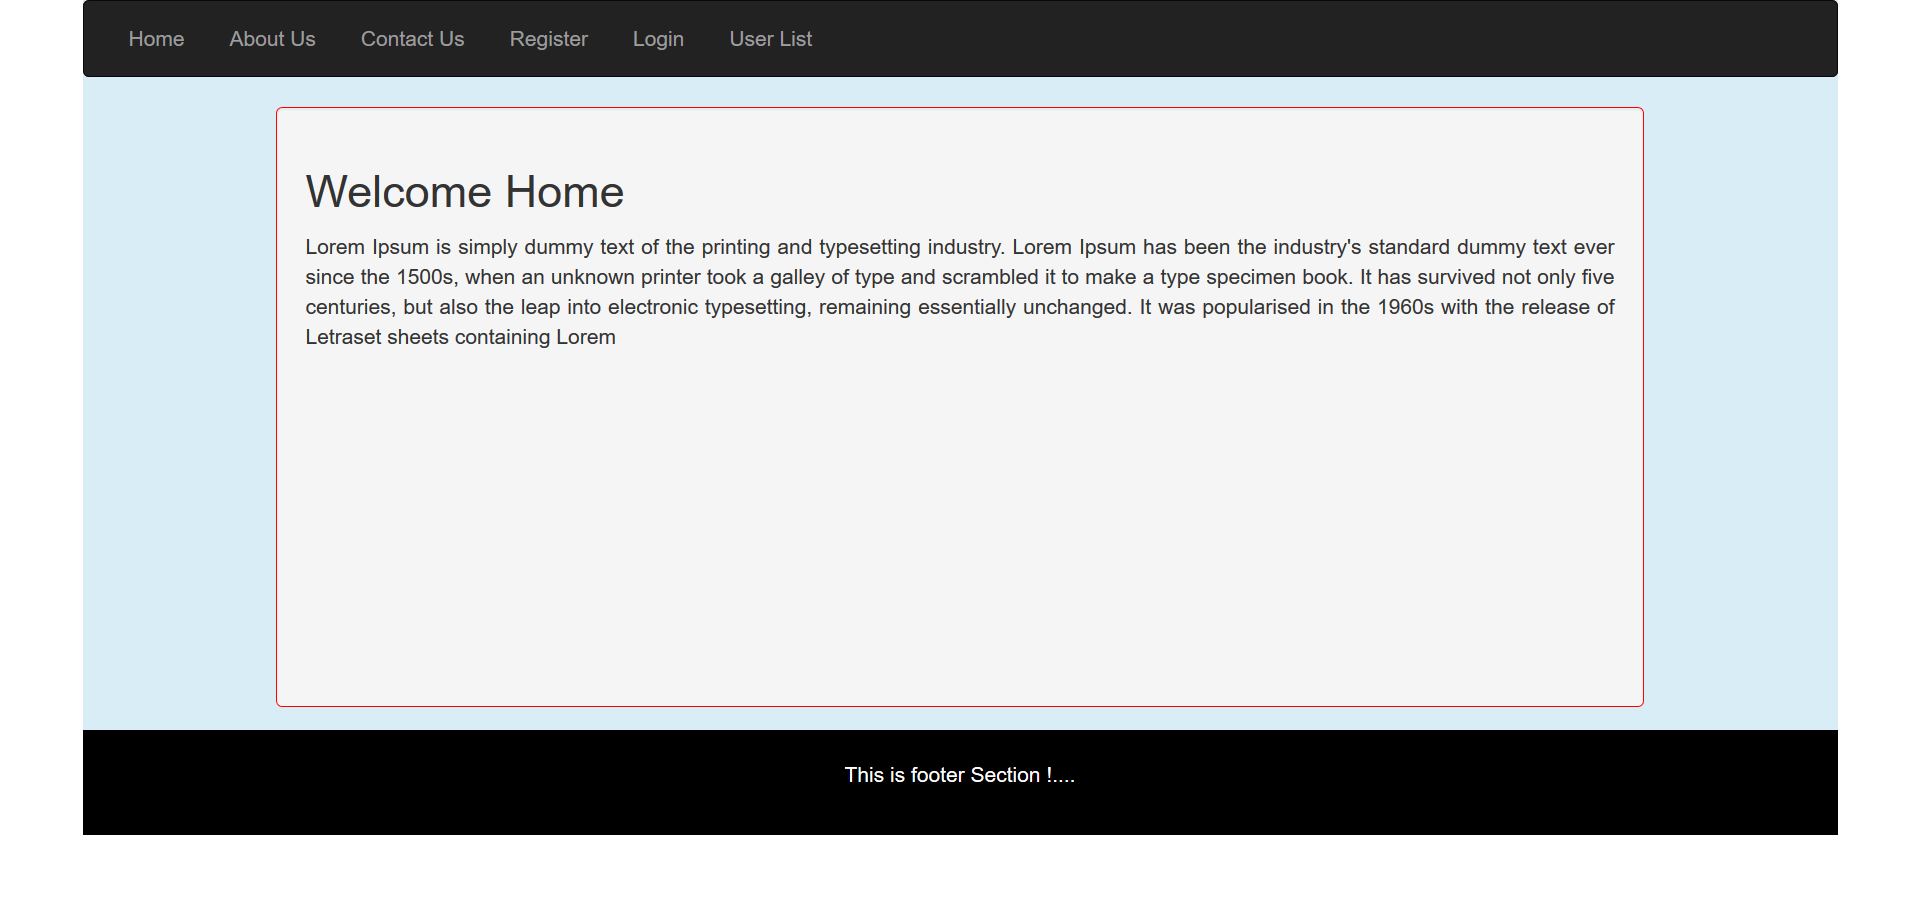 Home About Us Contact Us Register Login User List
Welcome Home
Lorem Ipsum is simply dummy text of the printing and typesetting industry. Lorem Ipsum has been the industry's standard dummy text ever
since the 1500s, when an unknown printer took a galley of type and scrambled it to make a type specimen book. It has survived not only five
centuries, but also the leap into electronic typesetting, remaining essentially unchanged. It was popularised in the 1960s with the release of
Letraset sheets containing Lorem
This is footer Section !....